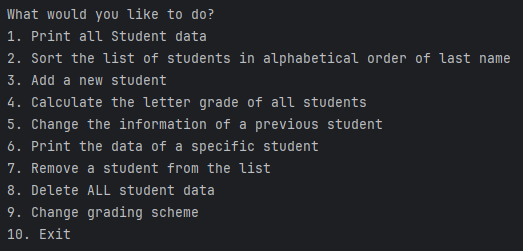 What would you like to do?
1. Print all Student data
2. Sort the list of students in alphabetical order of last name
3. Add a new student
4. Calculate the letter grade of all students
5. Change the information of a previous student
6. Print the data of a specific student
7. Remove a student from the list
8. Delete ALL student data
9. Change grading scheme
10. Exit